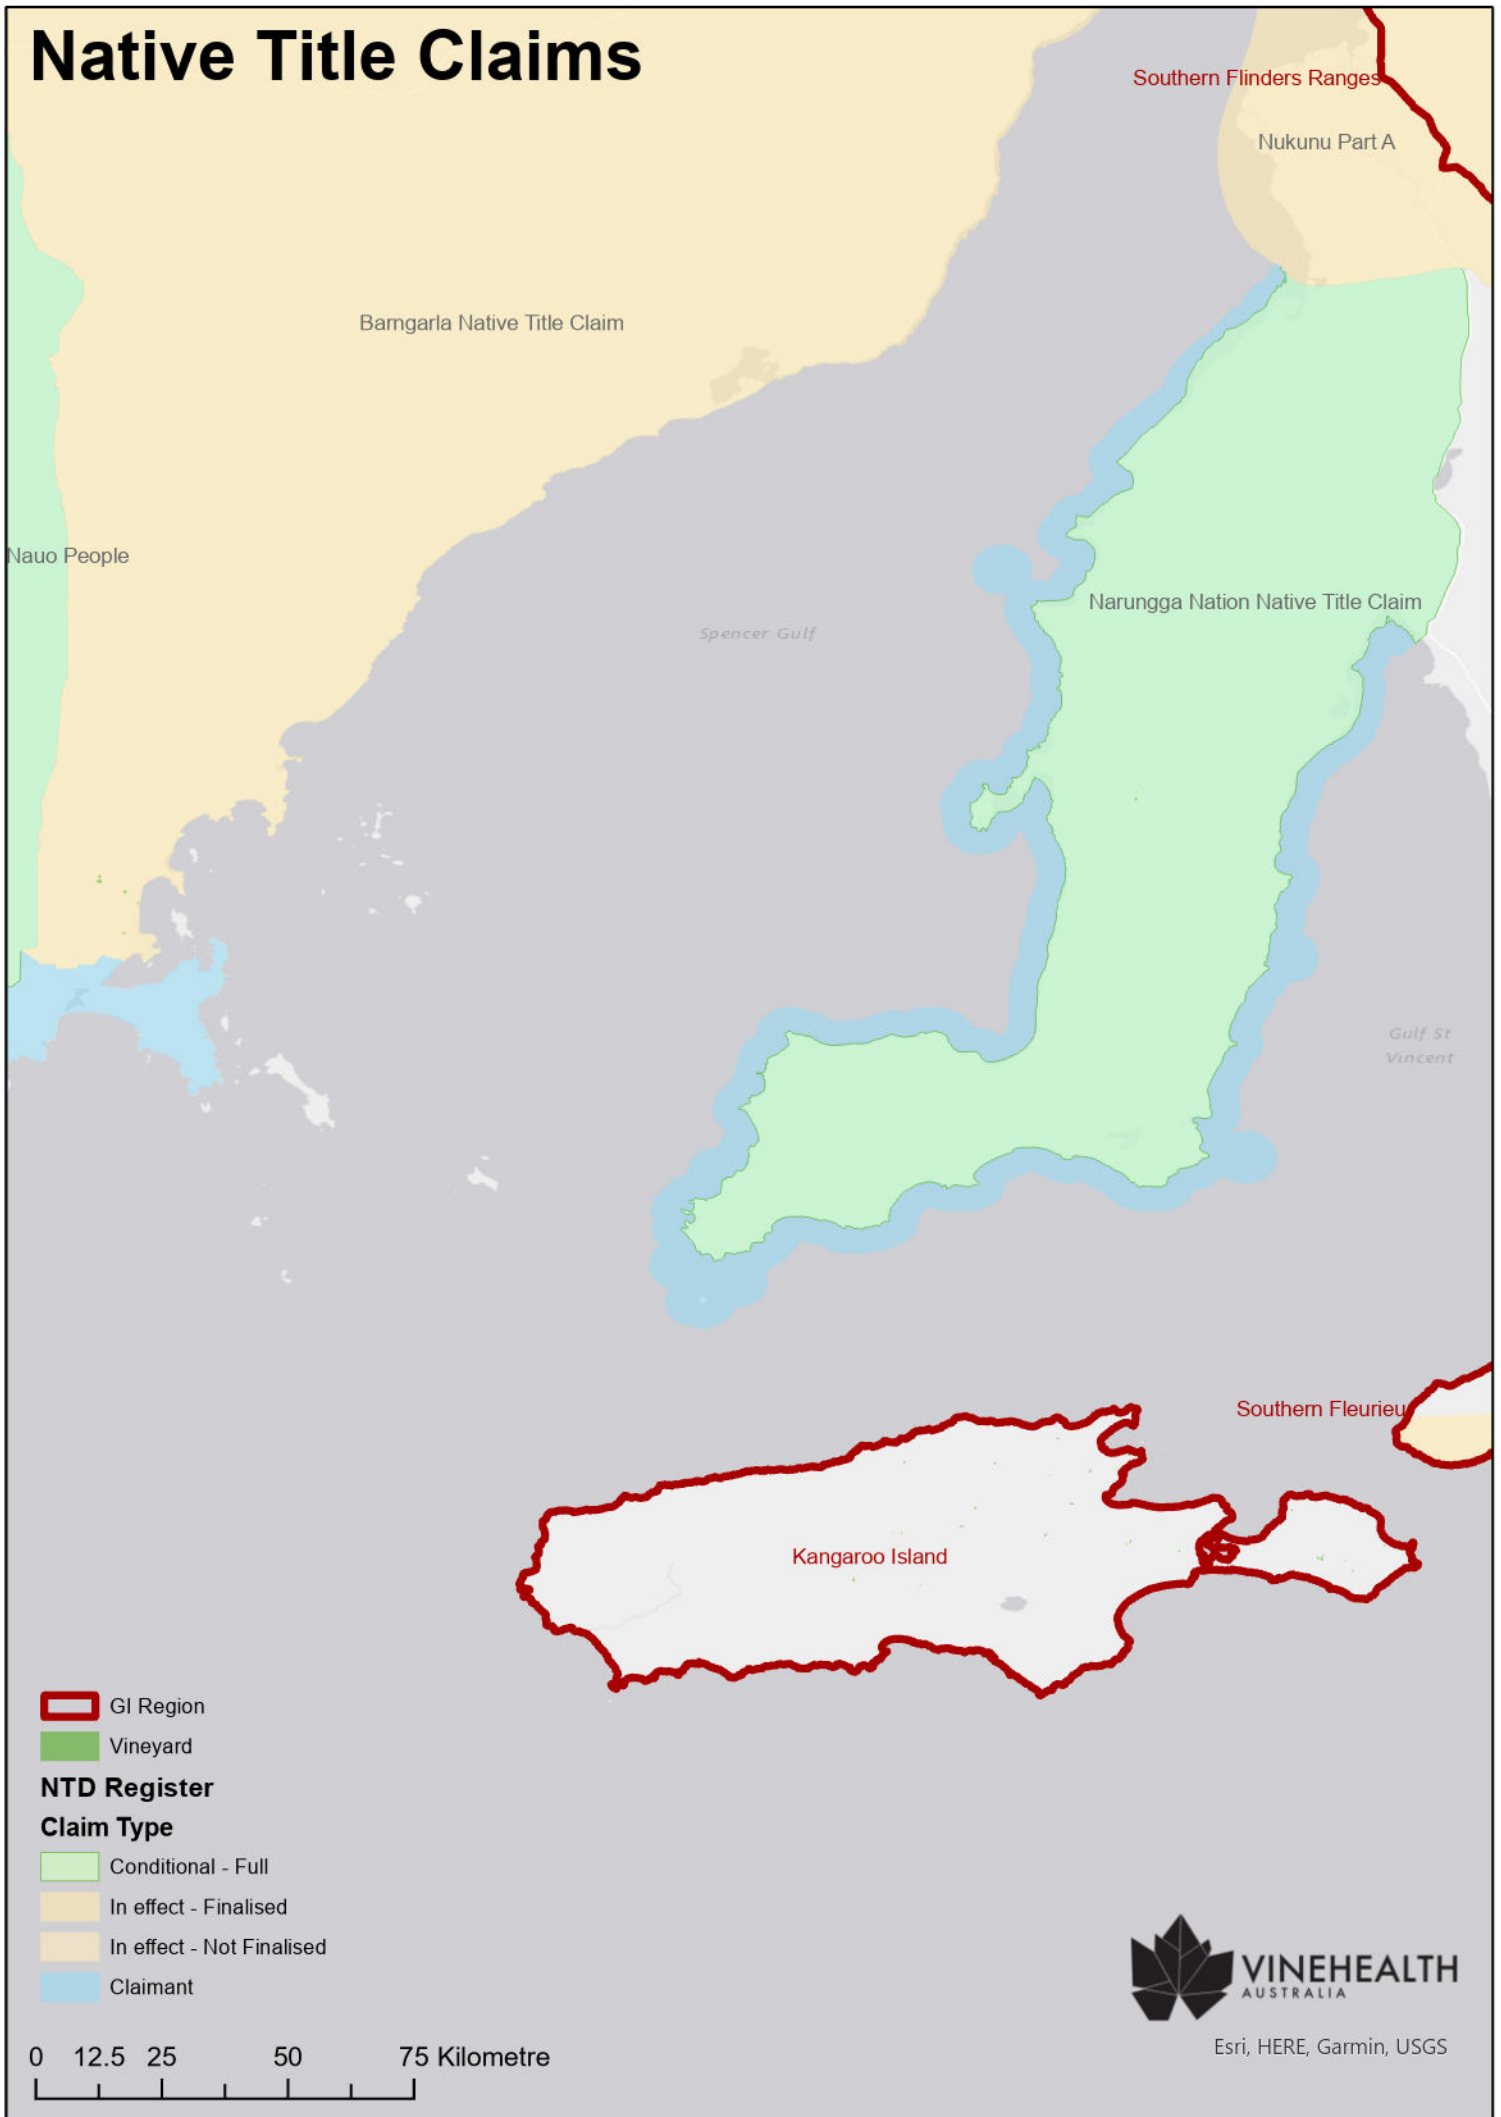 Native Title Claims
Southern Flinders Ranges
Nukunu Part A
Barngarla Native Title Claim
Nauo People
Narungga Nation Native Title Claim
Spencer Gulf
Gulf St
Vincent
Southern Fleurieu
Kangaroo Island
GI Region
Vineyard
NTD Register
Claim Type
Conditional - Full
In effect - Finalised
In effect - Not Finalised
Claimant
VINEHEALTH
AUSTRALIA
Esri, HERE, Garmin, USGS
0 12.5 25 50 75 Kilometre